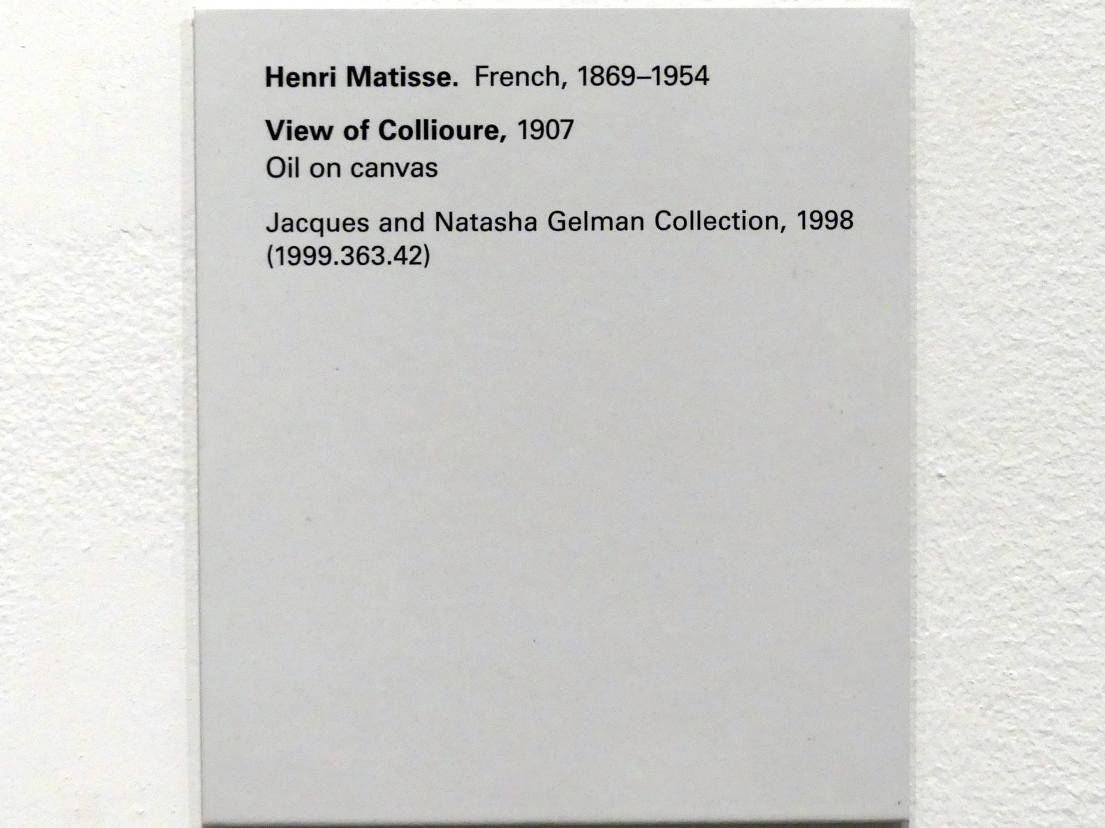 Henri Matisse. French, 1869–1954
View of Collioure, 1907
Oil on canvas
Jacques and Natasha Gelman Collection, 1998
(1999.363.42)